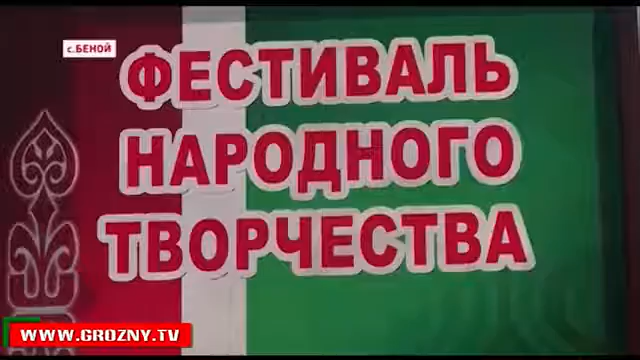 с.БЕНОЙ
ФЕСТИВАЛЬ
НАРОДНОГО
ТВОРЧЕСТВА
WWW.GROZNY.TV